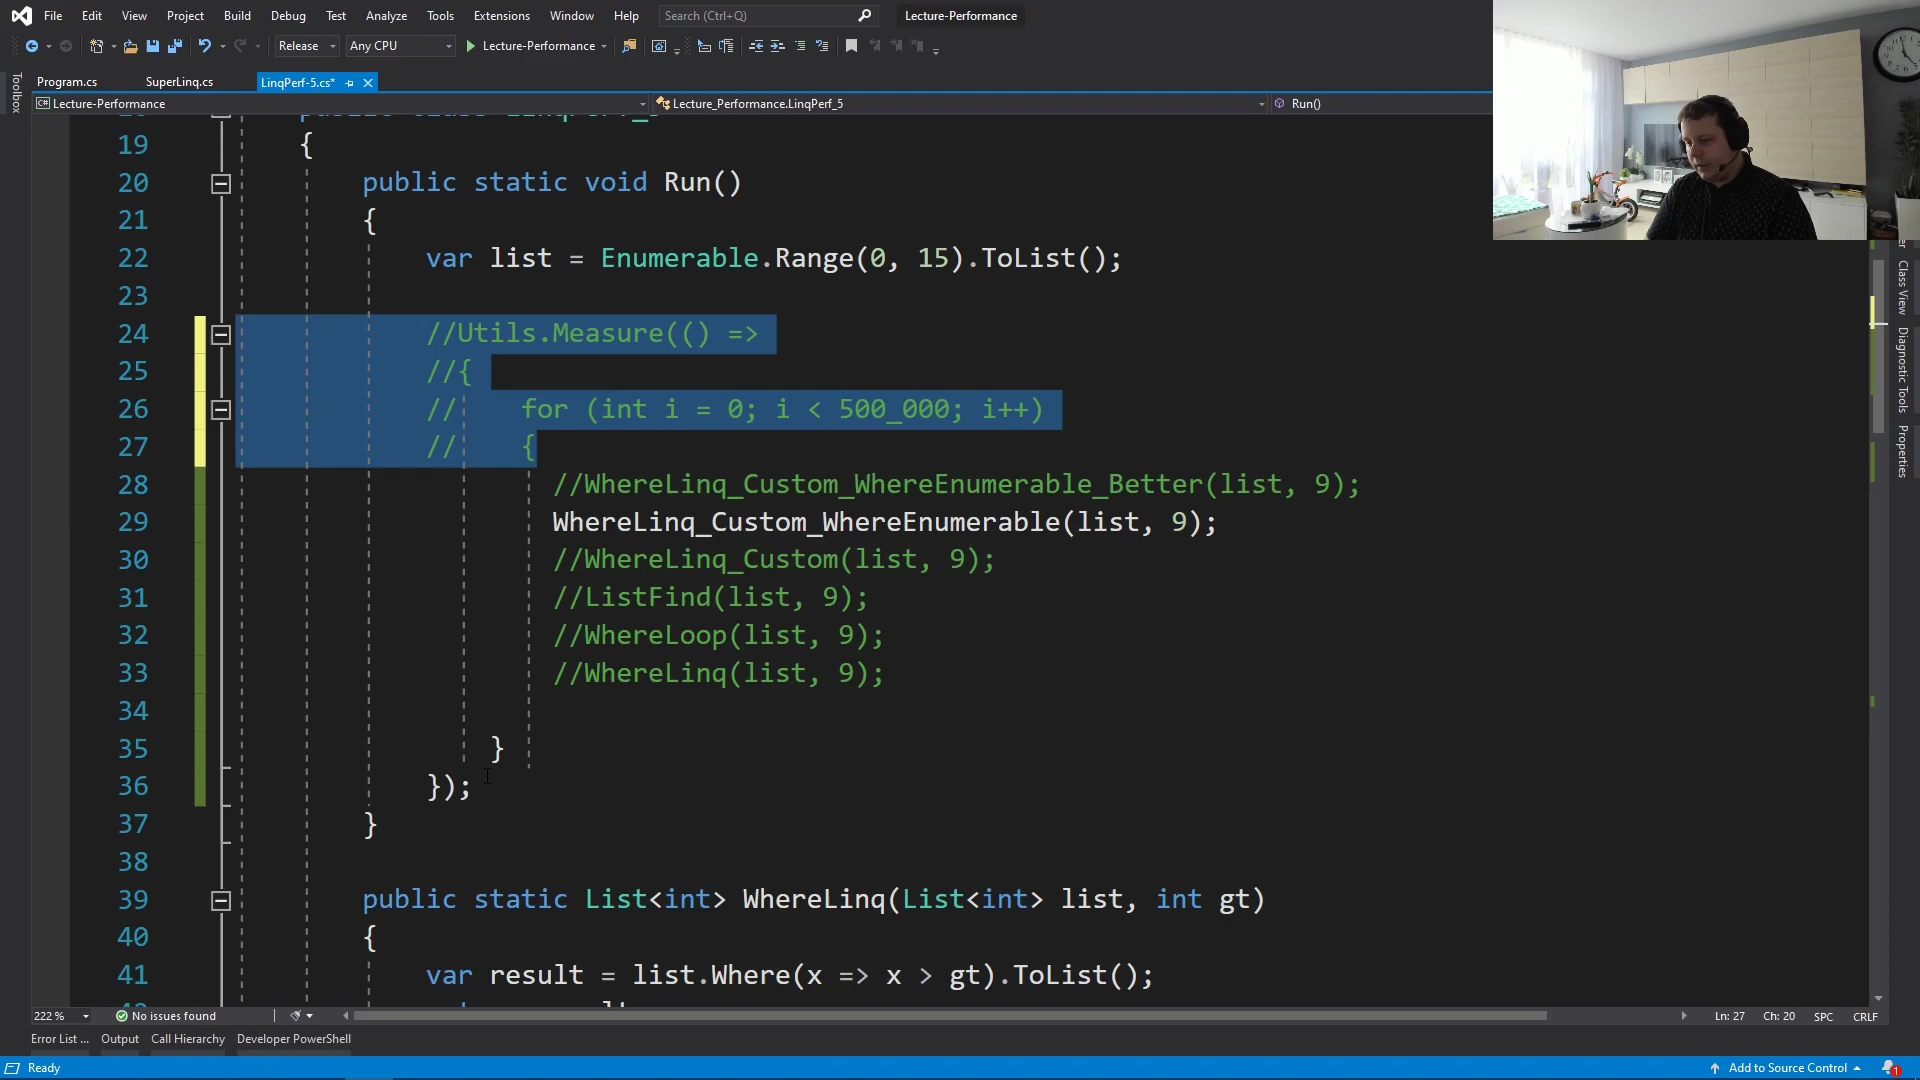 File Edit View Project Build Debug Test Analyze Tools Extensions Window Help Search (Ctrl+Q) Lecture-Performance
Release Any CPU Lecture-Performance
Program.cs SuperLinq.cs LinqPerf-5.cs*
Toolbox
C# Lecture-Performance Lecture_Performance.LinqPerf_5 Run()
19 {
20 public static void Run()
21 {
22 var list = Enumerable.Range(0, 15).ToList();
23
24 //Utils.Measure(() =>
25 //{
26 // for (int i = 0; i < 500_000; i++)
27 // {
28 //WhereLinq_Custom_WhereEnumerable_Better(list, 9);
29 WhereLinq_Custom_WhereEnumerable(list, 9);
30 //WhereLinq_Custom(list, 9);
31 //ListFind(list, 9);
32 //WhereLoop(list, 9);
33 //WhereLinq(list, 9);
34
35 }
36 });
37 }
38
39 public static List<int> WhereLinq(List<int> list, int gt)
40 {
41 var result = list.Where(x => x > gt).ToList();
Class View
Diagnostic Tools
Properties
222 % No issues found Ln: 27 Ch: 20 SPC CRLF
Error List ... Output Call Hierarchy Developer PowerShell
Ready Add to Source Control 1